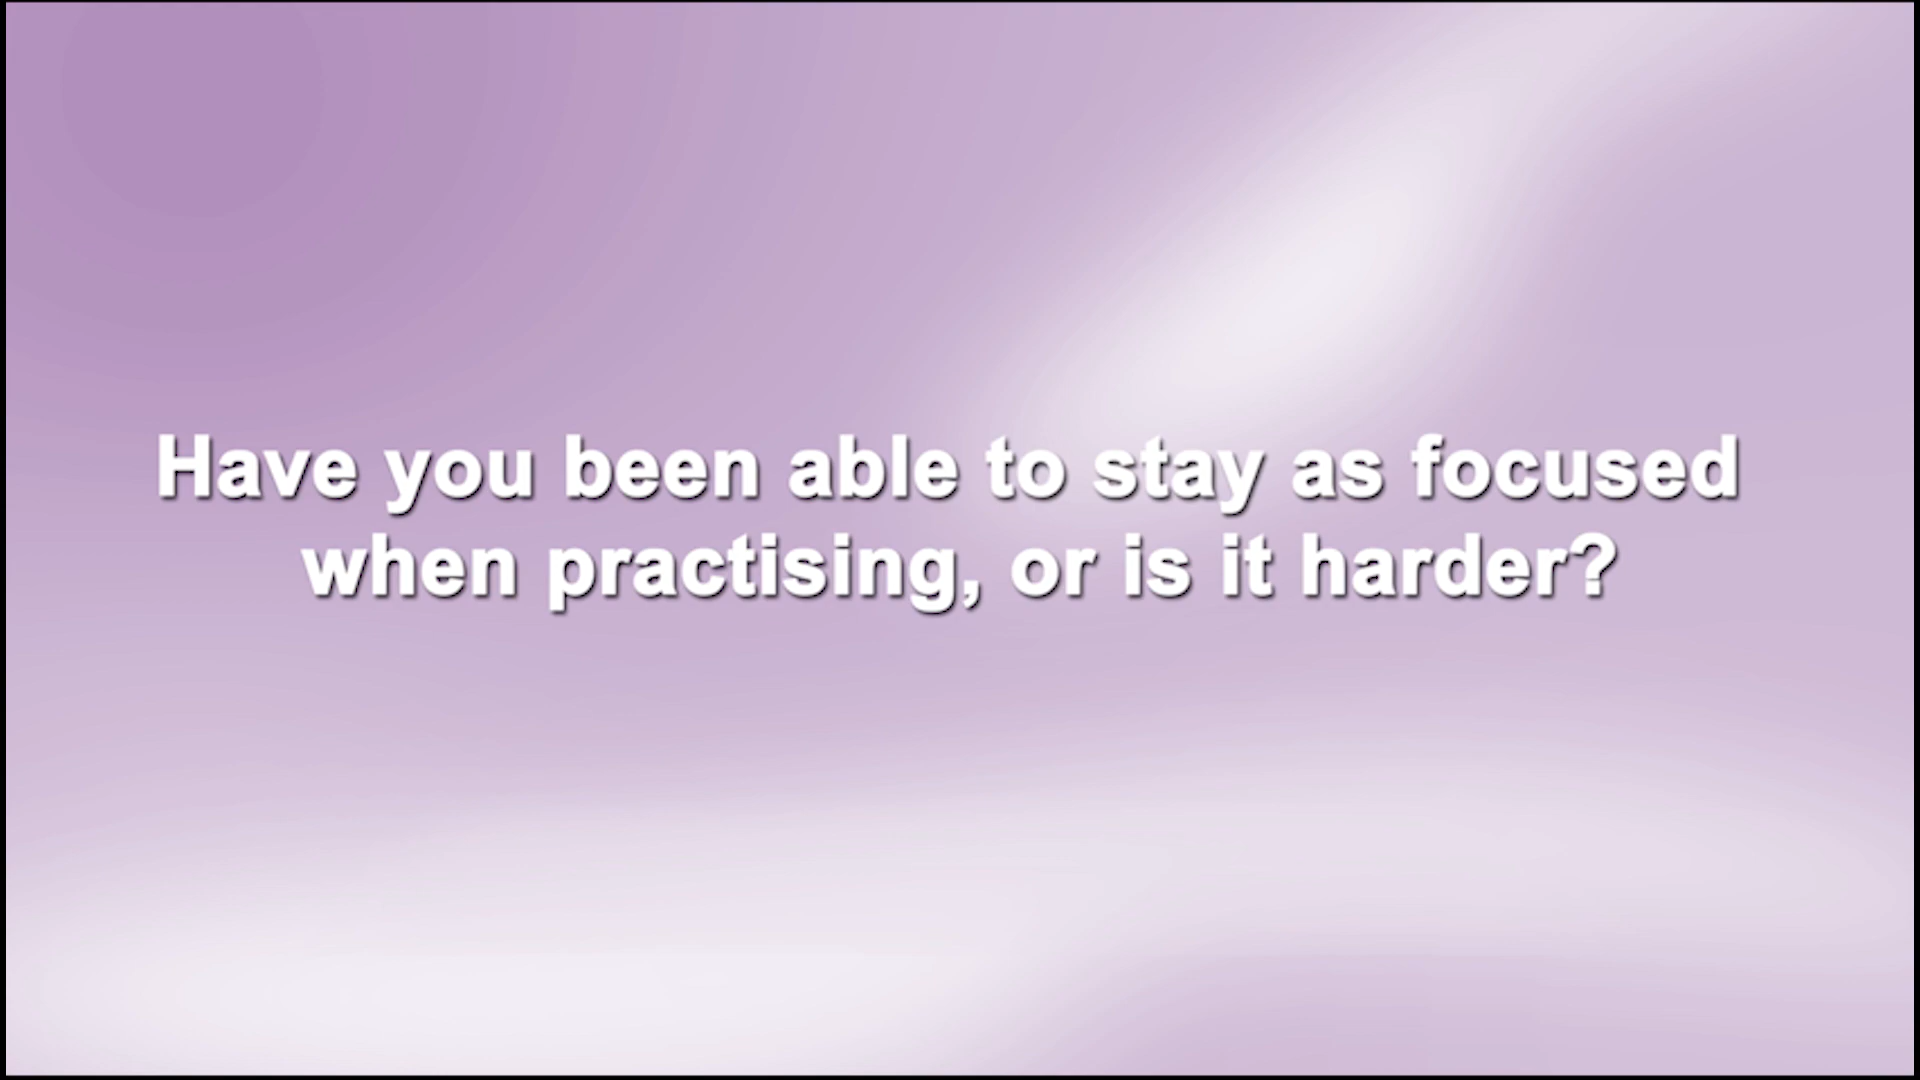 Have you been able to stay as focused
when practising, or is it harder?